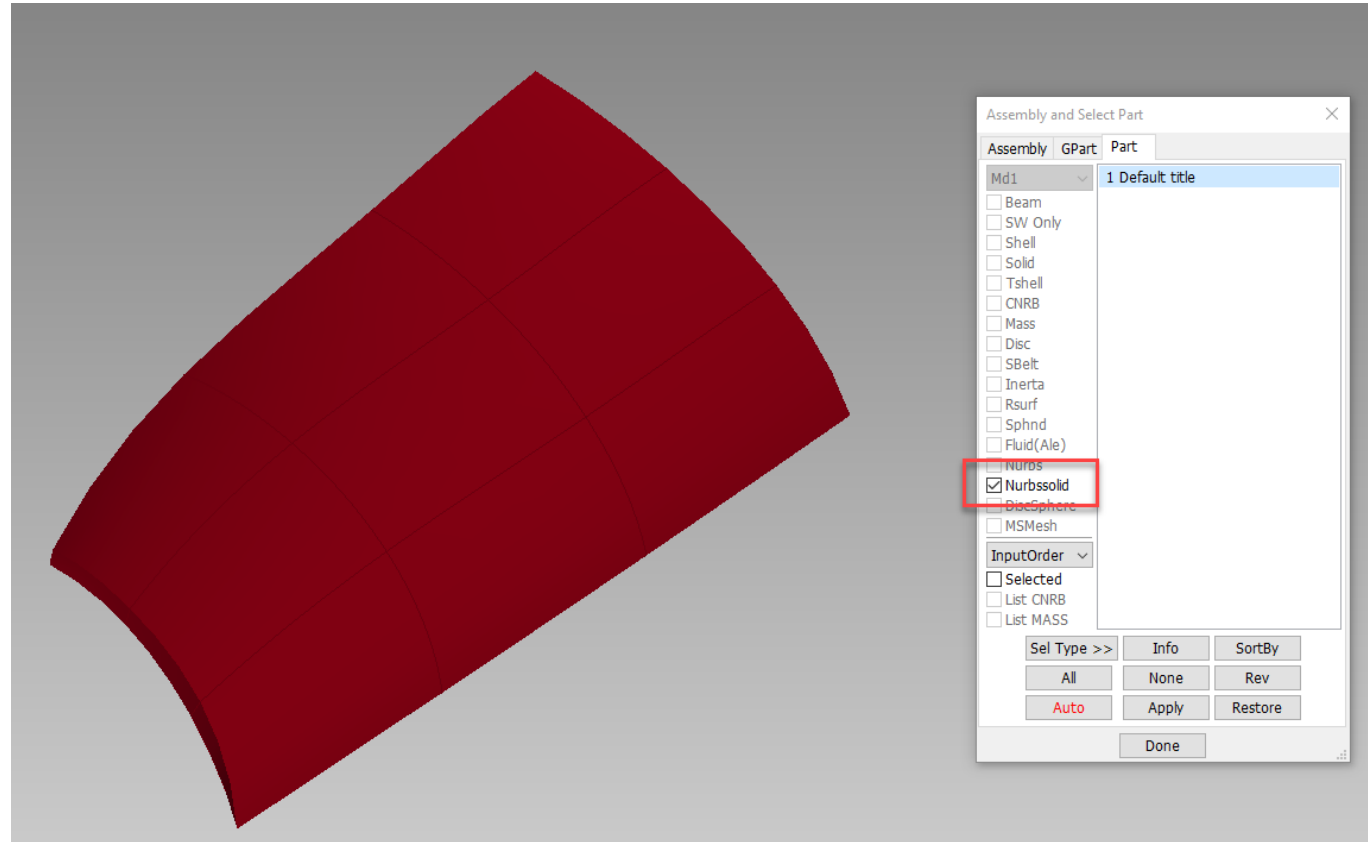 Assembly and Select Part
Assembly GPart Part
Md1
1 Default title
Beam
SW Only
Shell
Solid
Tshell
CNRB
Mass
Disc
SBelt
Inerta
Rsurf
Sphnd
Fluid(Ale)
Nurbs
Nurbssolid
DiscSphere
MSMesh
InputOrder
Selected
List CNRB
List MASS
Sel Type >> Info SortBy
All None Rev
Auto Apply Restore
Done